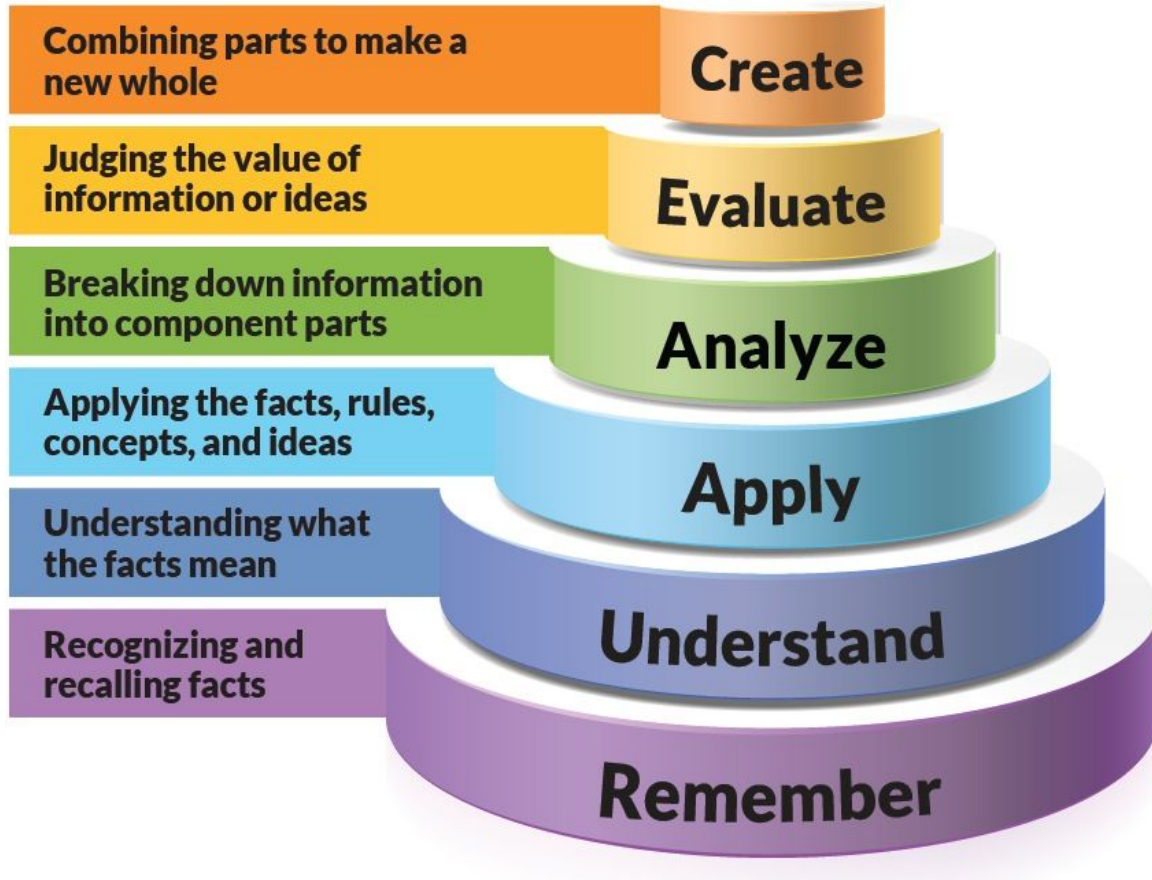 Combining parts to make a
new whole
Create
Judging the value of
information or ideas
Evaluate
Breaking down information
into component parts
Analyze
Applying the facts, rules,
concepts, and ideas
Apply
Understanding what
the facts mean
Understand
Recognizing and
recalling facts
Remember